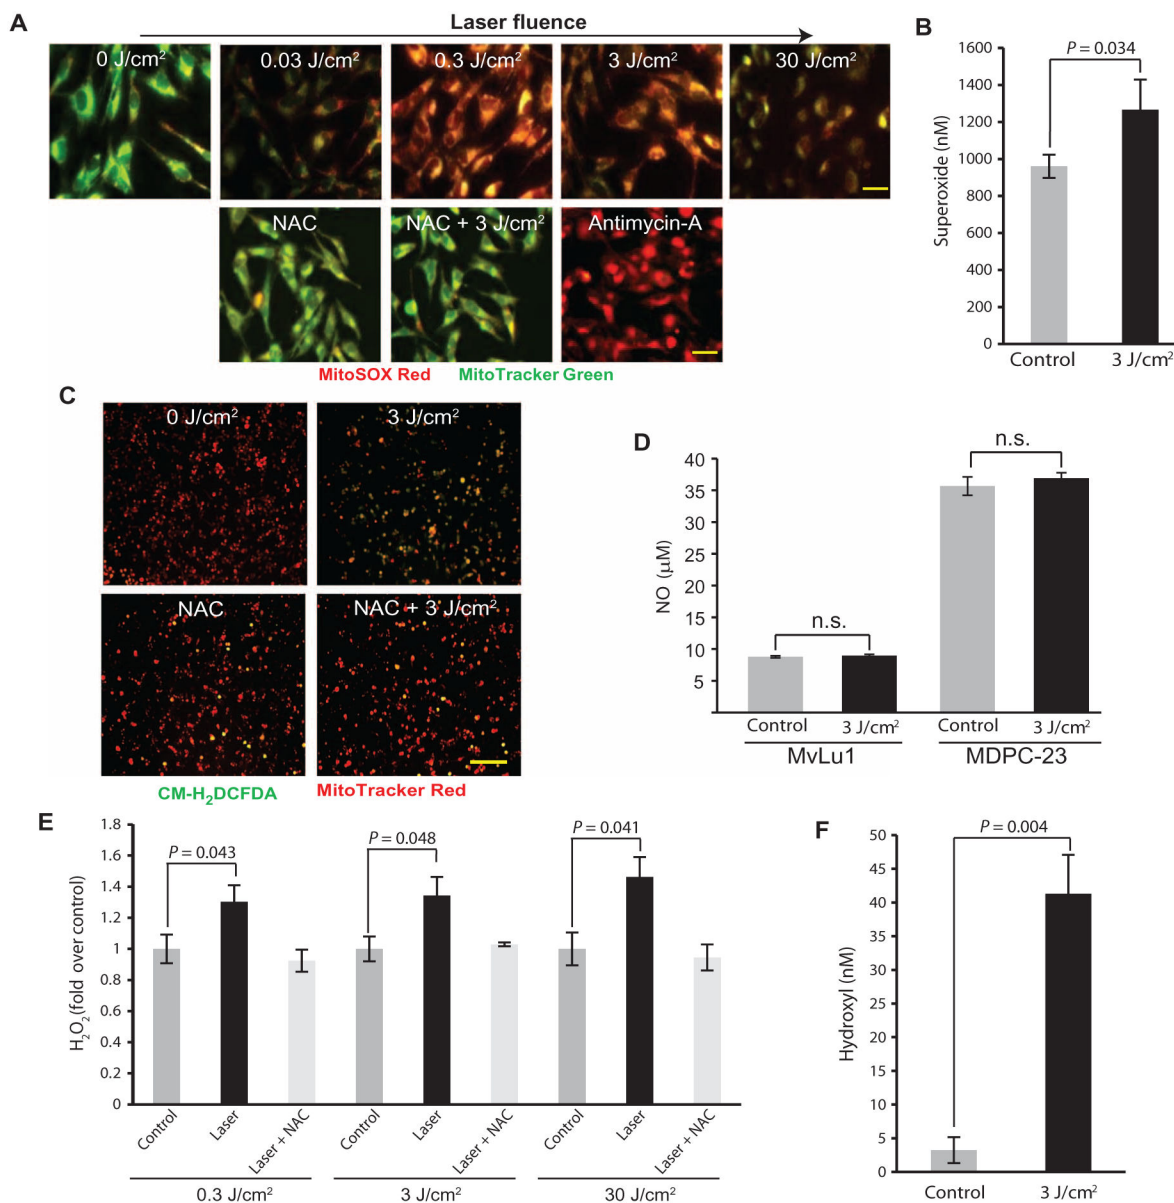 A
Laser fluence
0 J/cm²
0.03 J/cm²
0.3 J/cm²
3 J/cm²
30 J/cm²
NAC
NAC + 3 J/cm²
Antimycin-A
MitoSOX Red MitoTracker Green
B
Superoxide (nM)
1600
1400
1200
1000
800
600
400
200
0
P = 0.034
Control
3 J/cm²
C
0 J/cm²
3 J/cm²
NAC
NAC + 3 J/cm²
CM-H₂DCFDA MitoTracker Red
D
NO (µM)
40
35
30
25
20
15
10
5
n.s.
n.s.
Control
3 J/cm²
Control
3 J/cm²
MvLu1
MDPC-23
E
H₂O₂ (fold over control)
1.8
1.6
1.4
1.2
1
0.8
0.6
0.4
0.2
0
P = 0.043
P = 0.048
P = 0.041
Control
Laser
Laser + NAC
Control
Laser
Laser + NAC
Control
Laser
Laser + NAC
0.3 J/cm²
3 J/cm²
30 J/cm²
F
Hydroxyl (nM)
50
45
40
35
30
25
20
15
10
5
0
P = 0.004
Control
3 J/cm²